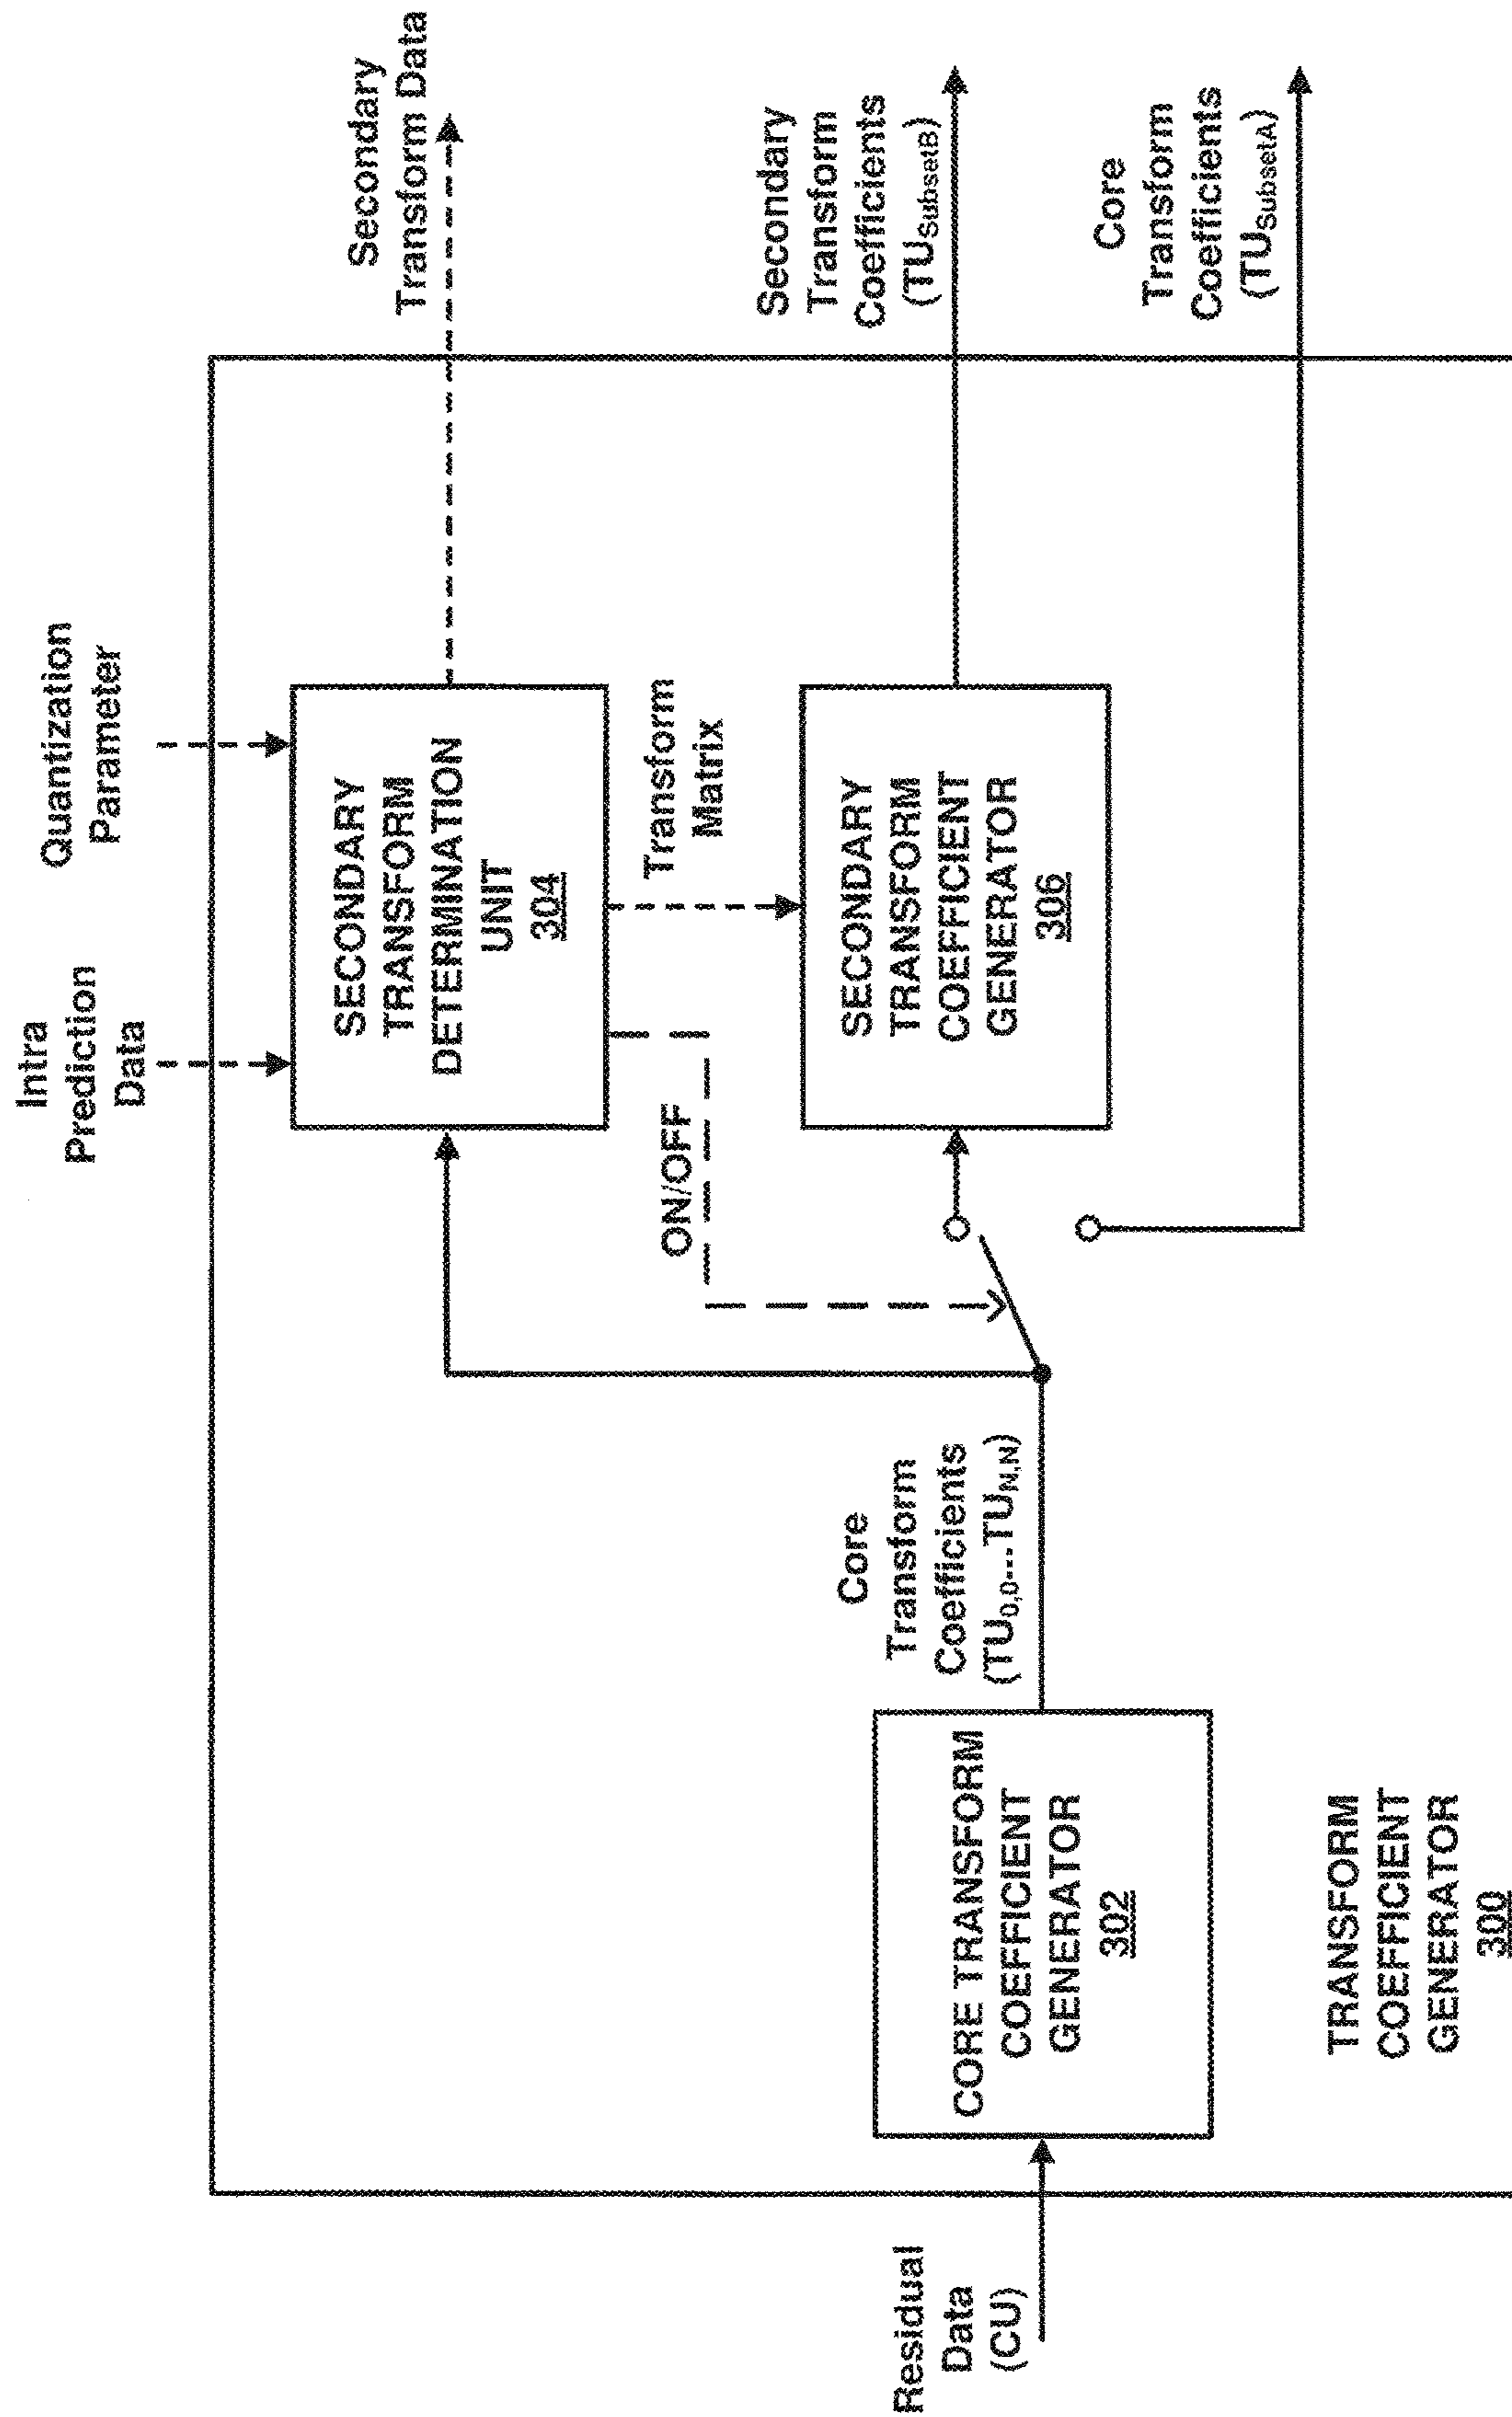 Intra
Prediction
Data
Quantization
Parameter
Secondary
Transform Data
SECONDARY
TRANSFORM
DETERMINATION
UNIT
304
ON/OFF
Transform
Matrix
Residual
Data
(CU)
CORE TRANSFORM
COEFFICIENT
GENERATOR
302
Core
Transform
Coefficients
(TU0,0...TUN,N)
SECONDARY
TRANSFORM
COEFFICIENT
GENERATOR
306
Secondary
Transform
Coefficients
(TUSubsetB)
Core
Transform
Coefficients
(TUSubsetA)
TRANSFORM
COEFFICIENT
GENERATOR
300